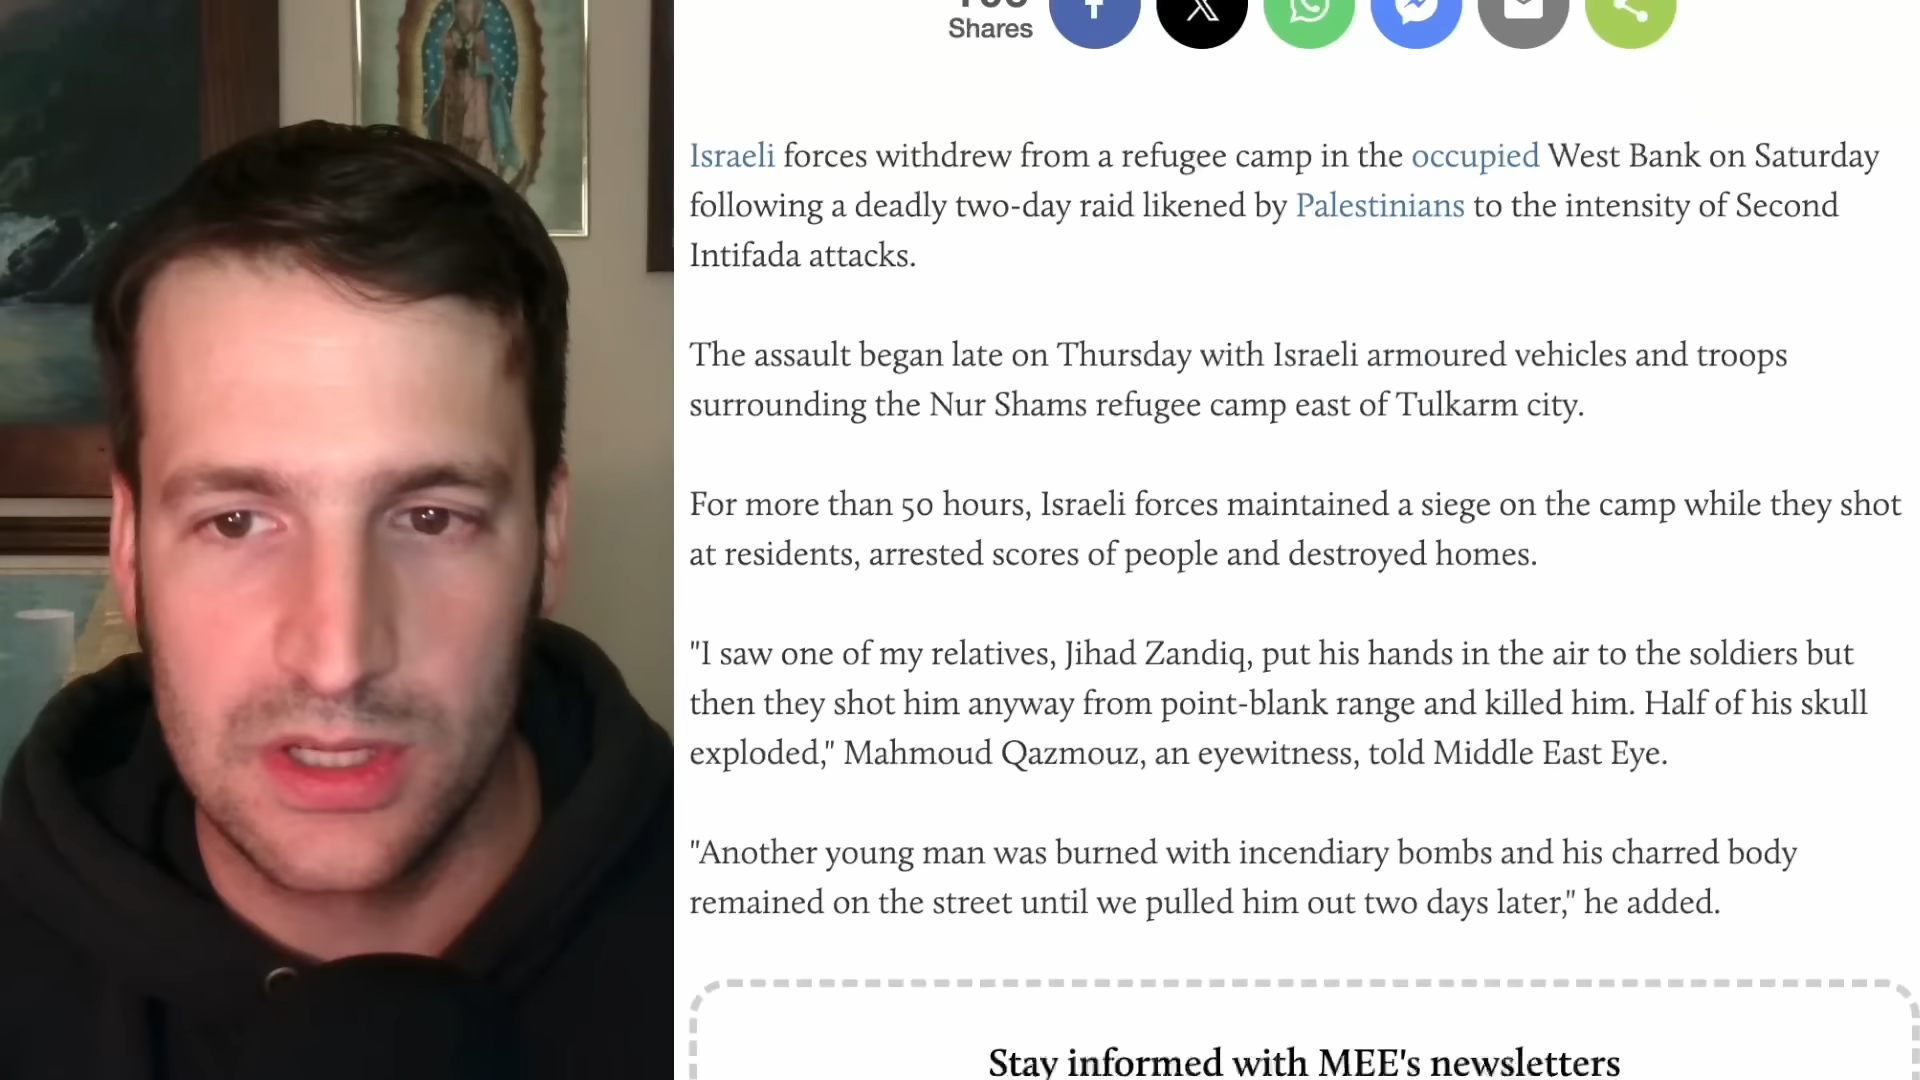 Shares
Israeli forces withdrew from a refugee camp in the occupied West Bank on Saturday
following a deadly two-day raid likened by Palestinians to the intensity of Second
Intifada attacks.
The assault began late on Thursday with Israeli armoured vehicles and troops
surrounding the Nur Shams refugee camp east of Tulkarm city.
For more than 50 hours, Israeli forces maintained a siege on the camp while they shot
at residents, arrested scores of people and destroyed homes.
"I saw one of my relatives, Jihad Zandiq, put his hands in the air to the soldiers but
then they shot him anyway from point-blank range and killed him. Half of his skull
exploded," Mahmoud Qazmouz, an eyewitness, told Middle East Eye.
"Another young man was burned with incendiary bombs and his charred body
remained on the street until we pulled him out two days later," he added.
Stay informed with MEE's newsletters